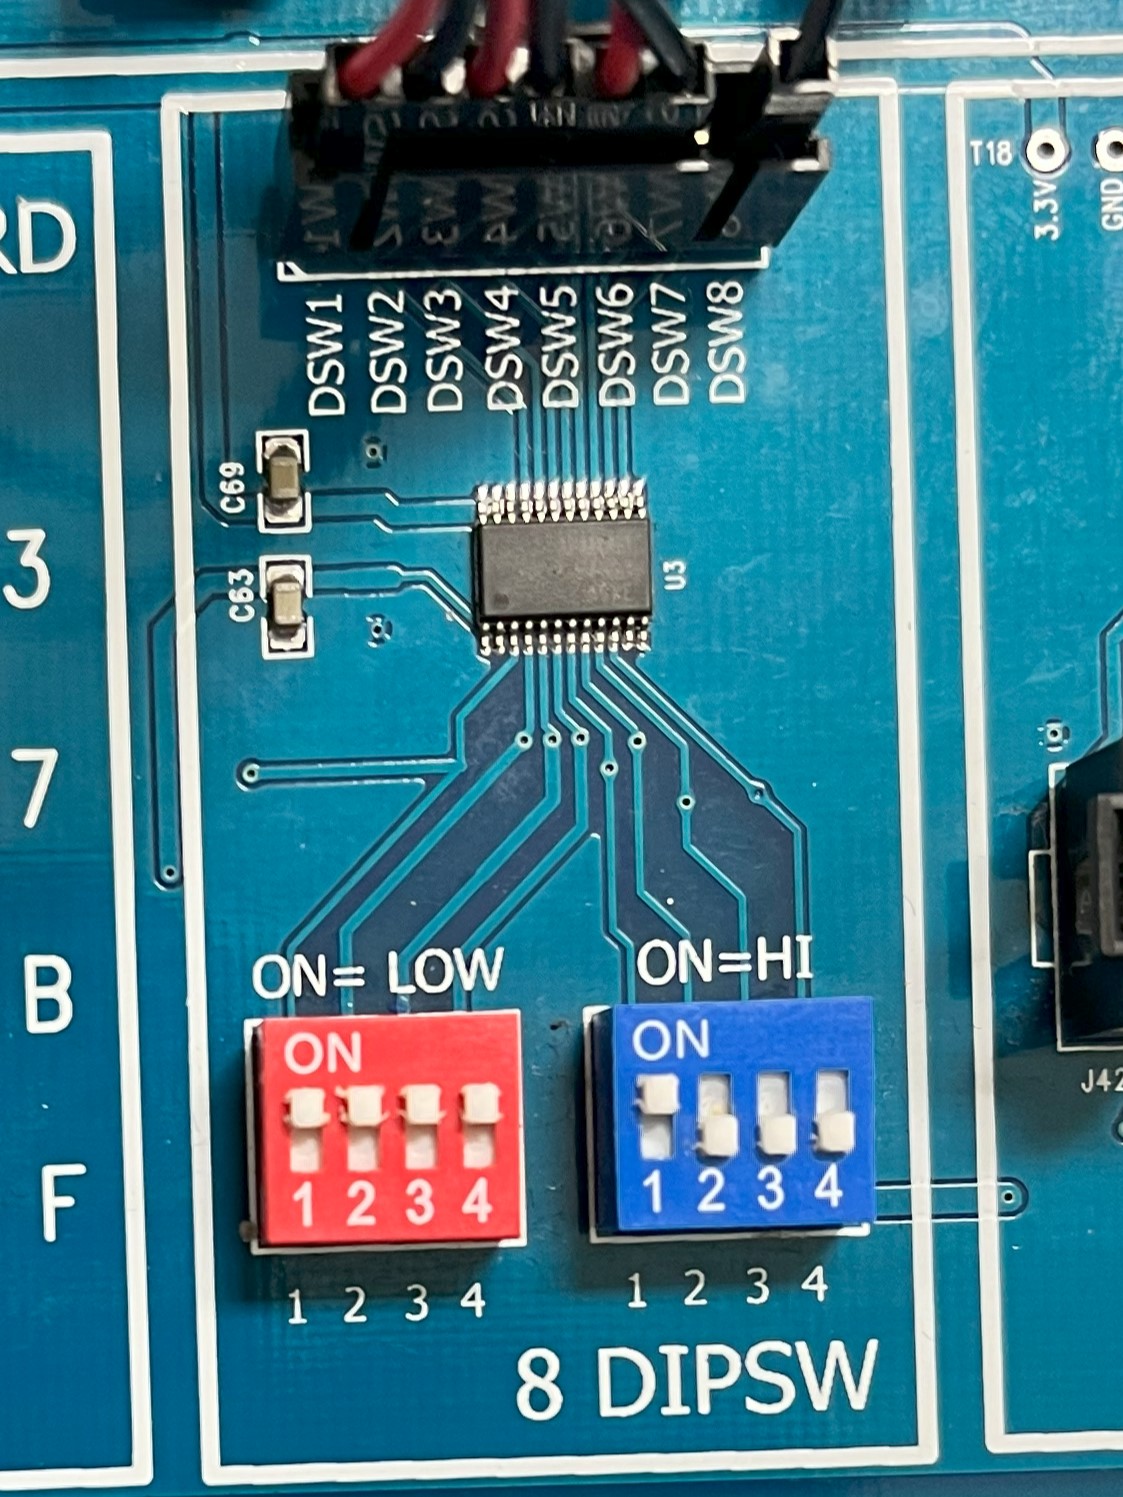 T18
3.3V
GND
RD
DSW1
DSW2
DSW3
DSW4
DSW5
DSW6
DSW7
DSW8
C69
3
C63
U3
7
B
ON= LOW
ON=HI
ON
ON
J42
1 2 3 4
1 2 3 4
F
1 2 3 4
1 2 3 4
8 DIPSW